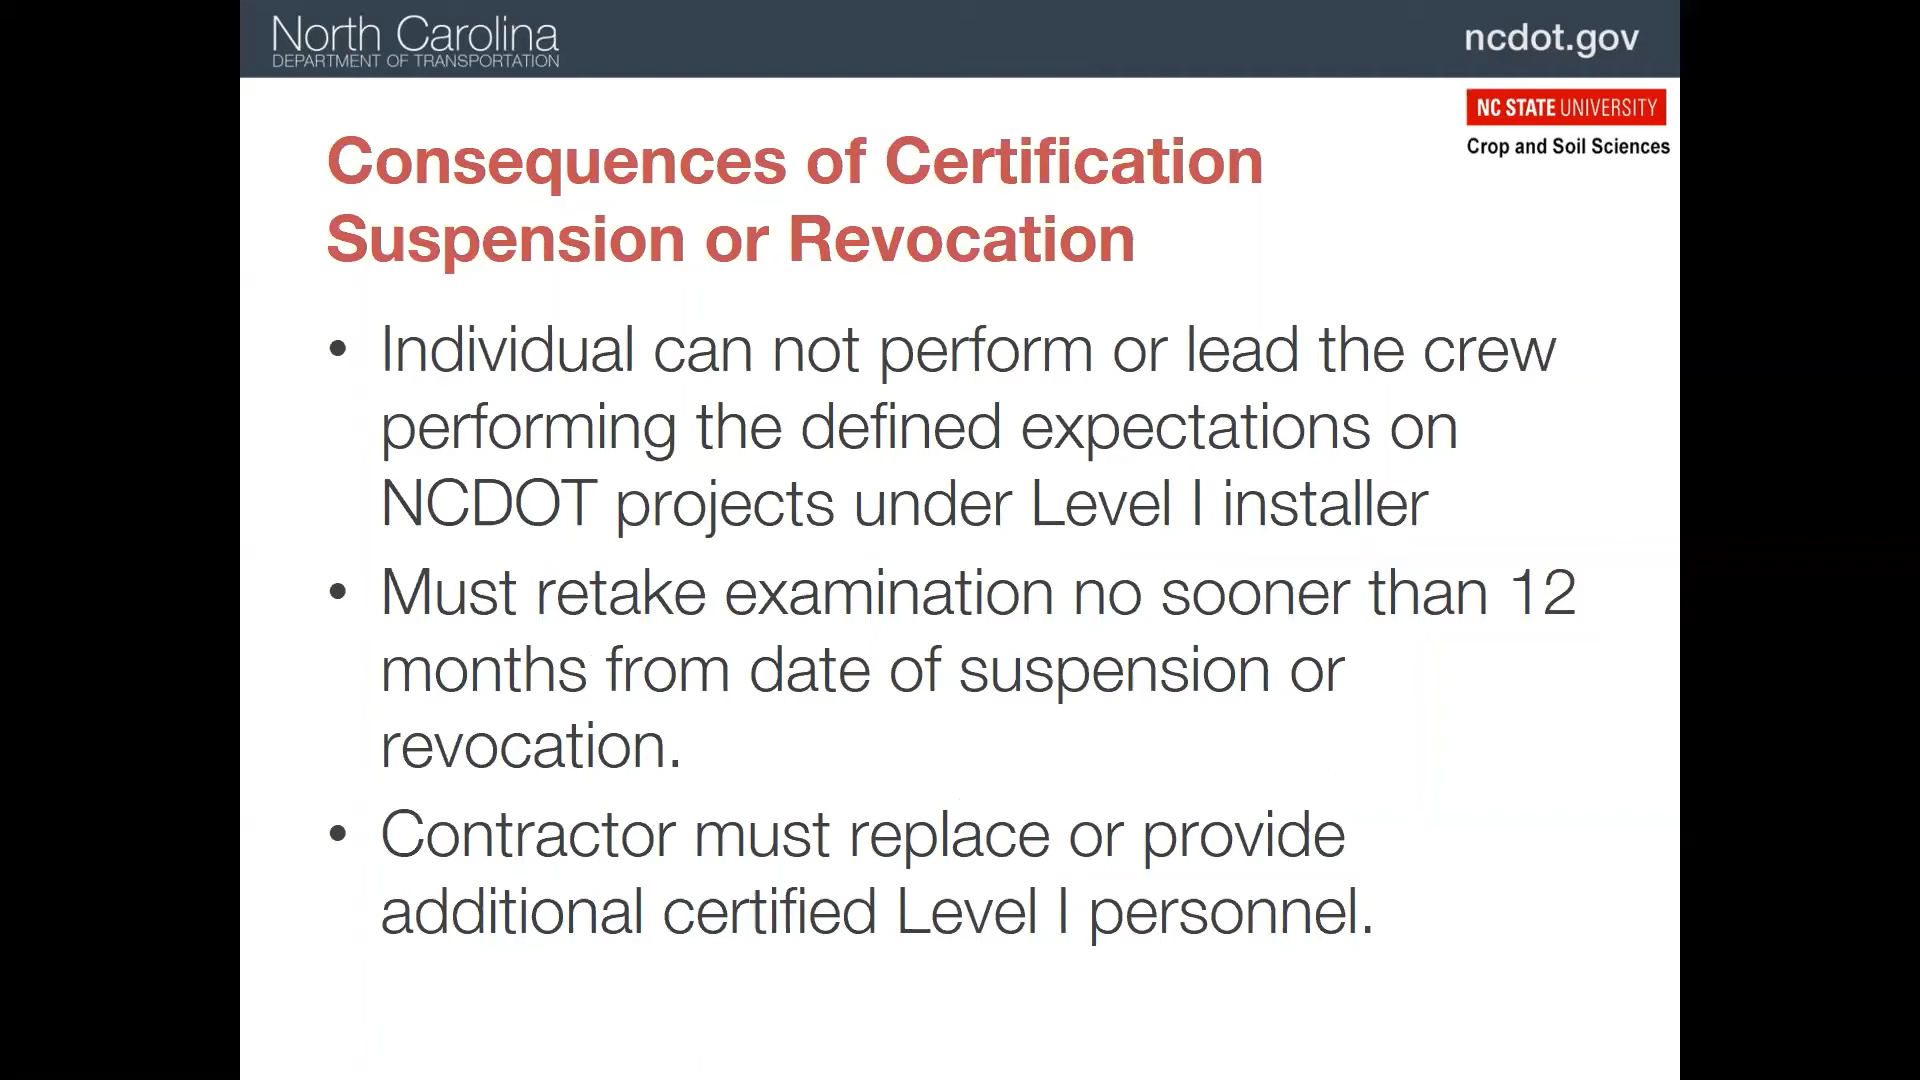 North Carolina
DEPARTMENT OF TRANSPORTATION
ncdot.gov
NC STATE UNIVERSITY
Crop and Soil Sciences
Consequences of Certification
Suspension or Revocation
• Individual can not perform or lead the crew
performing the defined expectations on
NCDOT projects under Level I installer
• Must retake examination no sooner than 12
months from date of suspension or
revocation.
• Contractor must replace or provide
additional certified Level I personnel.